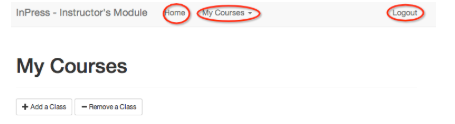 InPress - Instructor's Module Home My Courses Logout
My Courses
+ Add a Class − Remove a Class